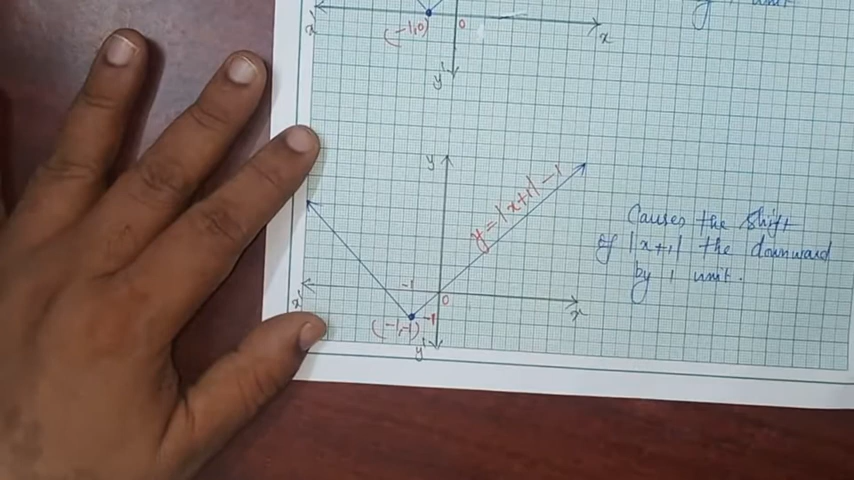 x'
(-1,0)
0
x
y'
y
y=|x+1|-1
-1
x'
0
x
(-1,-1)
-1
y'
Causes the shift
of |x+1| the downward
by 1 unit.